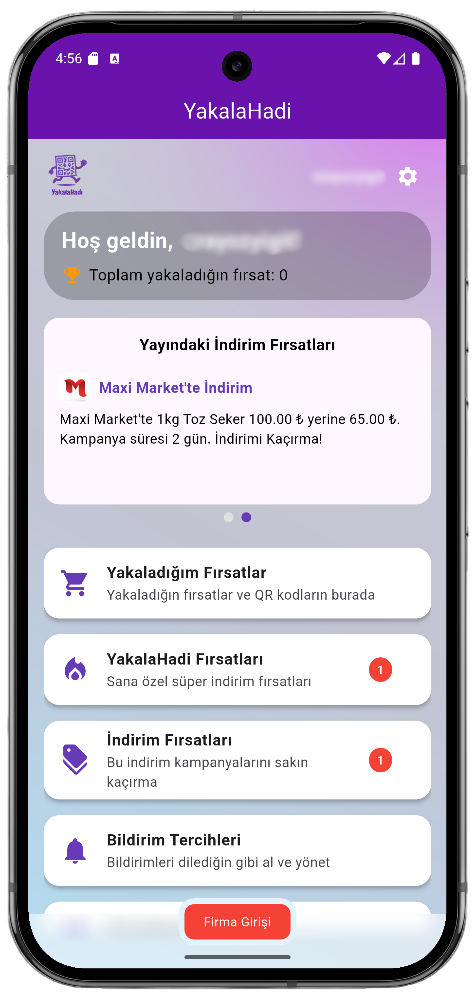 4:56
A
YakalaHadi
YakalaHadi
Hoş geldin,
Toplam yakaladığın fırsat: 0
Yayındaki İndirim Fırsatları
M
Maxi Market'te İndirim
Maxi Market'te 1kg Toz Seker 100.00 ₺ yerine 65.00 ₺.
Kampanya süresi 2 gün. İndirimi Kaçırma!
Yakaladığım Fırsatlar
Yakaladığın fırsatlar ve QR kodların burada
YakalaHadi Fırsatları
Sana özel süper indirim fırsatları
1
İndirim Fırsatları
Bu indirim kampanyalarını sakın
kaçırma
1
Bildirim Tercihleri
Bildirimleri dilediğin gibi al ve yönet
Firma Girişi